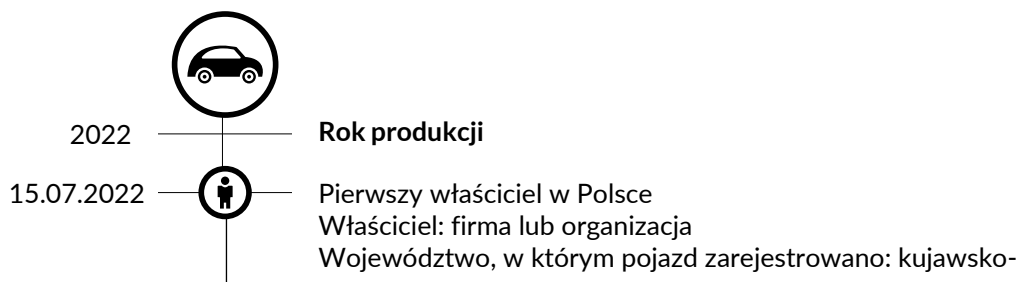 2022 Rok produkcji
15.07.2022 Pierwszy właściciel w Polsce
Właściciel: firma lub organizacja
Województwo, w którym pojazd zarejestrowano: kujawsko-